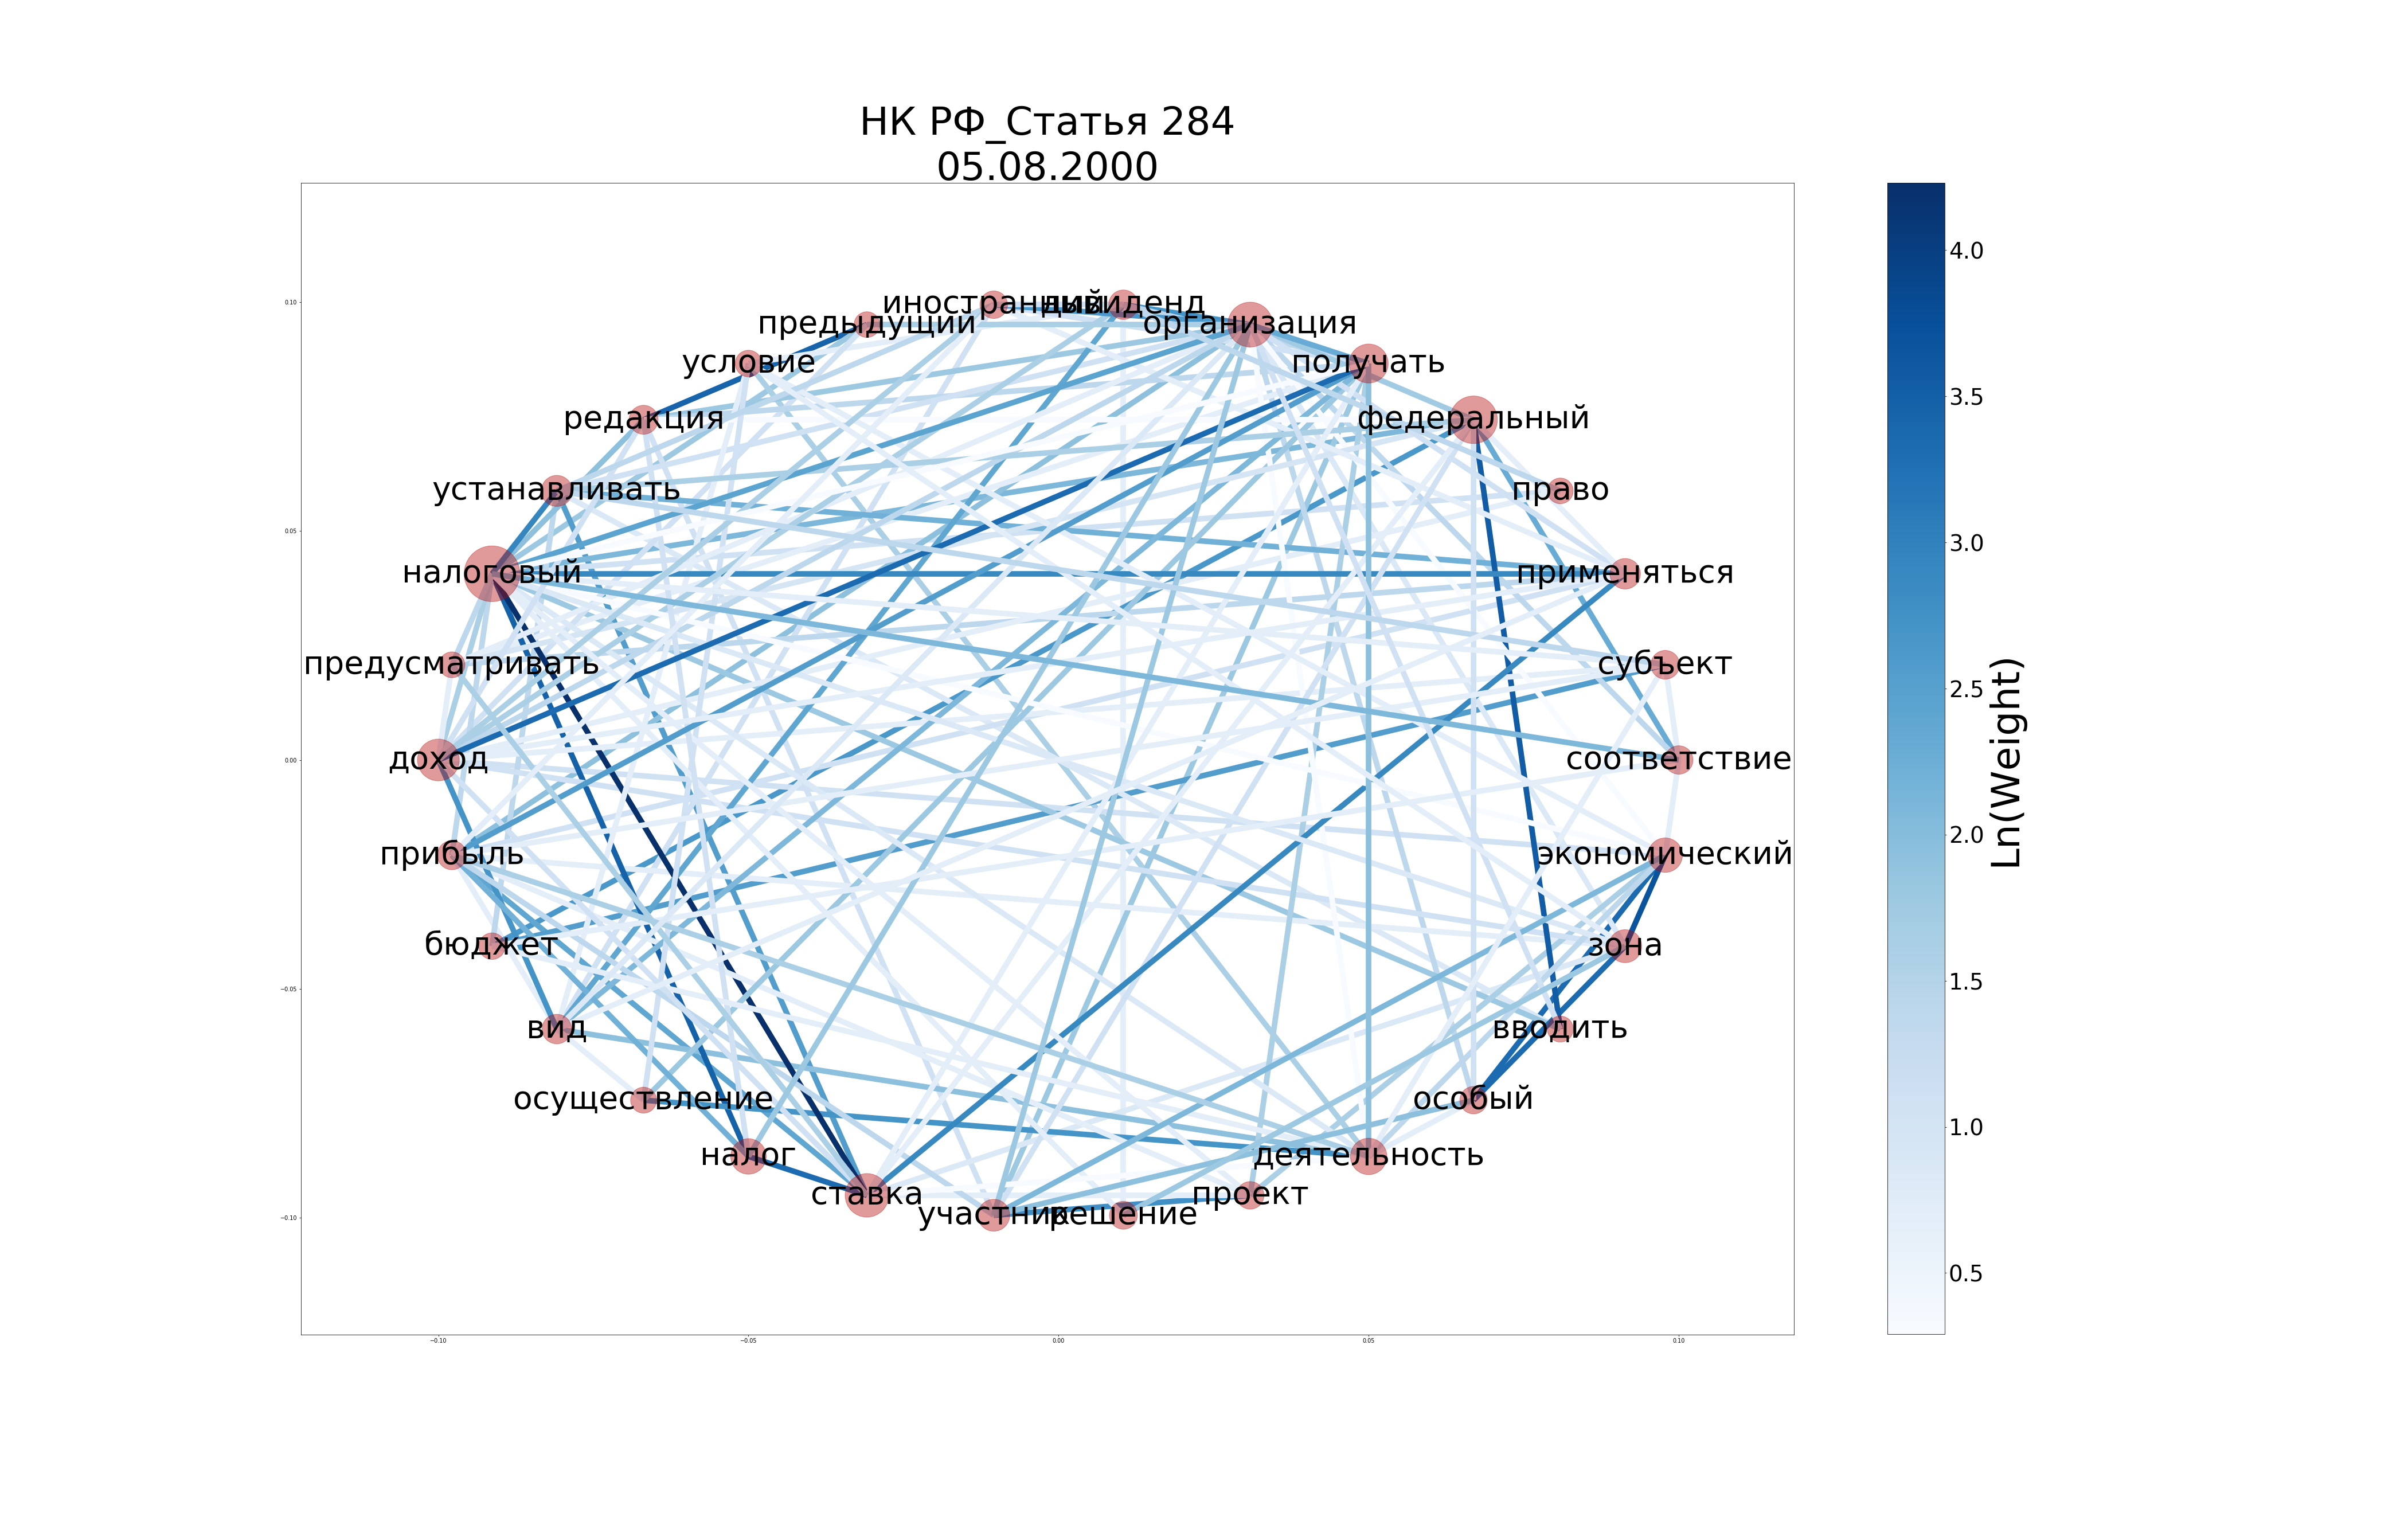 НК РФ_Статья 284
05.08.2000
иностранный
дивиденд
предыдущий
организация
условие
получать
редакция
федеральный
устанавливать
право
налоговый
применяться
предусматривать
субъект
доход
соответствие
прибыль
экономический
бюджет
зона
вид
вводить
осуществление
особый
налог
деятельность
ставка
проект
участник
решение
0.10
0.05
0.00
−0.05
−0.10
−0.10
−0.05
0.00
0.05
0.10
4.0
3.5
3.0
2.5
2.0
1.5
1.0
0.5
Ln(Weight)